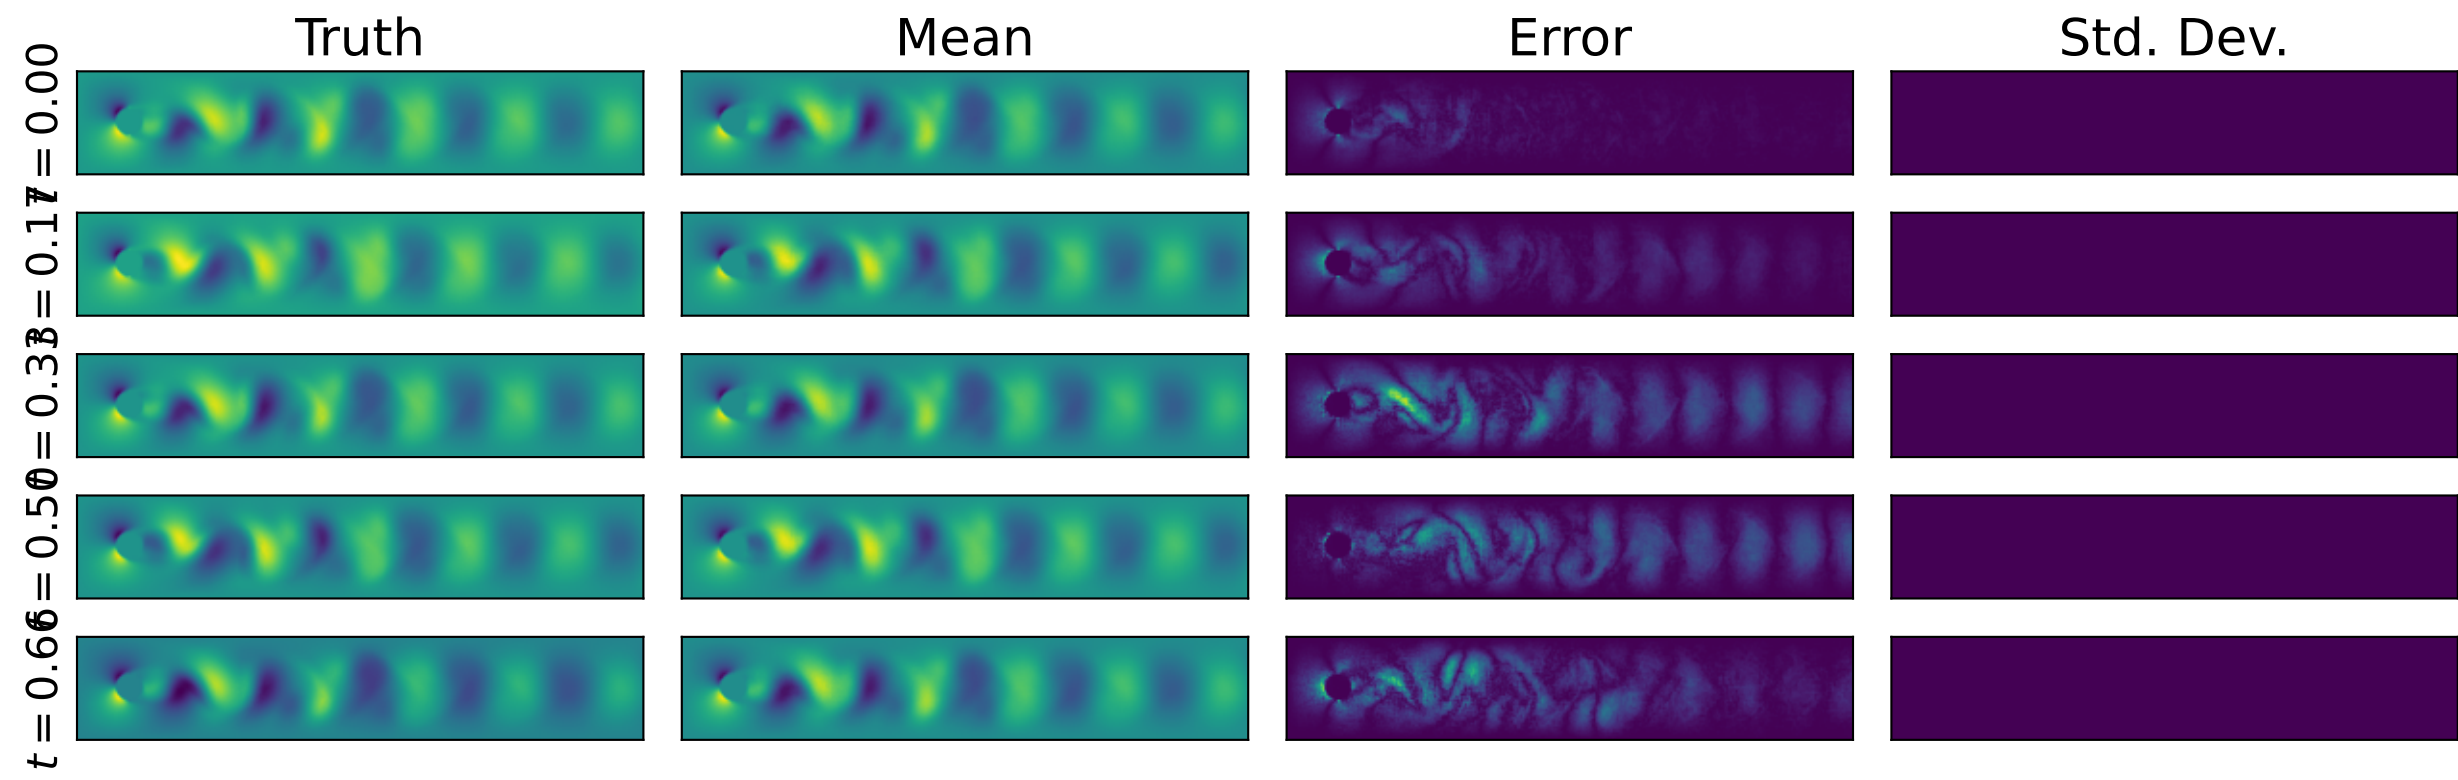 Truth Mean Error Std. Dev.
t = 0.00
t = 0.17
t = 0.33
t = 0.50
t = 0.66